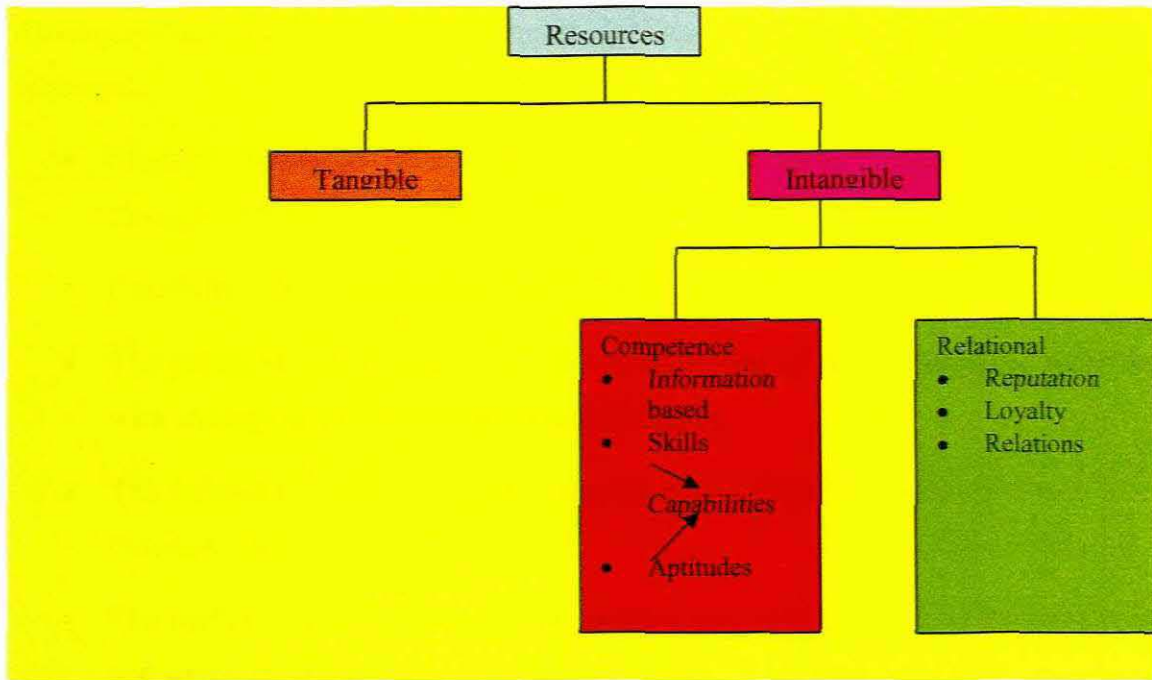 Resources
Tangible
Intangible
Competence
• Information
based
• Skills
Capabilities
• Aptitudes
Relational
• Reputation
• Loyalty
• Relations